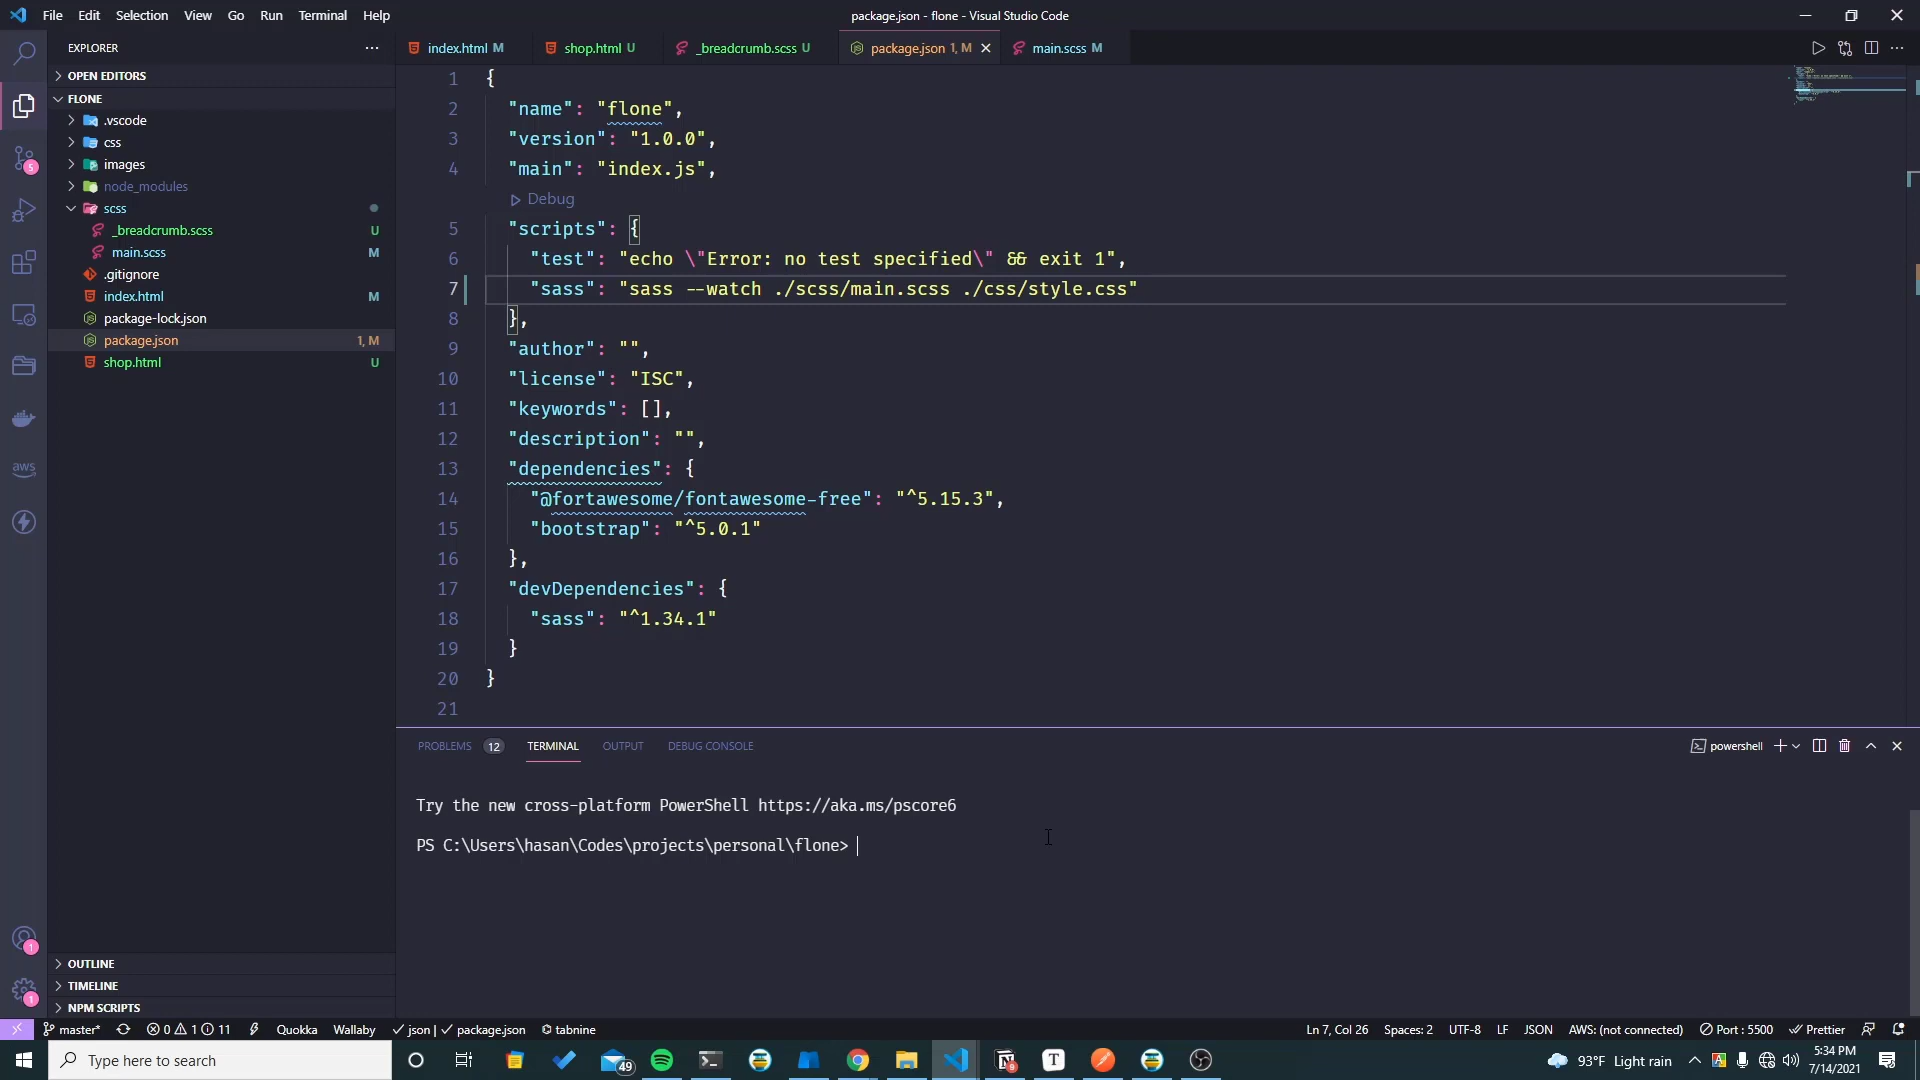 File Edit Selection View Go Run Terminal Help
package.json - flone - Visual Studio Code
EXPLORER
index.html M
shop.html U
_breadcrumb.scss U
package.json 1, M
main.scss M
OPEN EDITORS
FLONE
.vscode
css
images
node_modules
scss
_breadcrumb.scss U
main.scss M
.gitignore
index.html M
package-lock.json
package.json 1, M
shop.html U
5
aws
1 {
2 "name": "flone",
3 "version": "1.0.0",
4 "main": "index.js",
Debug
5 "scripts": {
6 "test": "echo \"Error: no test specified\" && exit 1",
7 "sass": "sass --watch ./scss/main.scss ./css/style.css"
8 },
9 "author": "",
10 "license": "ISC",
11 "keywords": [],
12 "description": "",
13 "dependencies": {
14 "@fortawesome/fontawesome-free": "^5.15.3",
15 "bootstrap": "^5.0.1"
16 },
17 "devDependencies": {
18 "sass": "^1.34.1"
19 }
20 }
21
PROBLEMS 12 TERMINAL OUTPUT DEBUG CONSOLE
powershell
Try the new cross-platform PowerShell https://aka.ms/pscore6
PS C:\Users\hasan\Codes\projects\personal\flone>
1
1
OUTLINE
TIMELINE
NPM SCRIPTS
master* 0 1 11 Quokka Wallaby json | package.json tabnine
Ln 7, Col 26 Spaces: 2 UTF-8 LF JSON AWS: (not connected) Port : 5500 Prettier
Type here to search
49
9
T
93°F Light rain
A
5:34 PM
7/14/2021